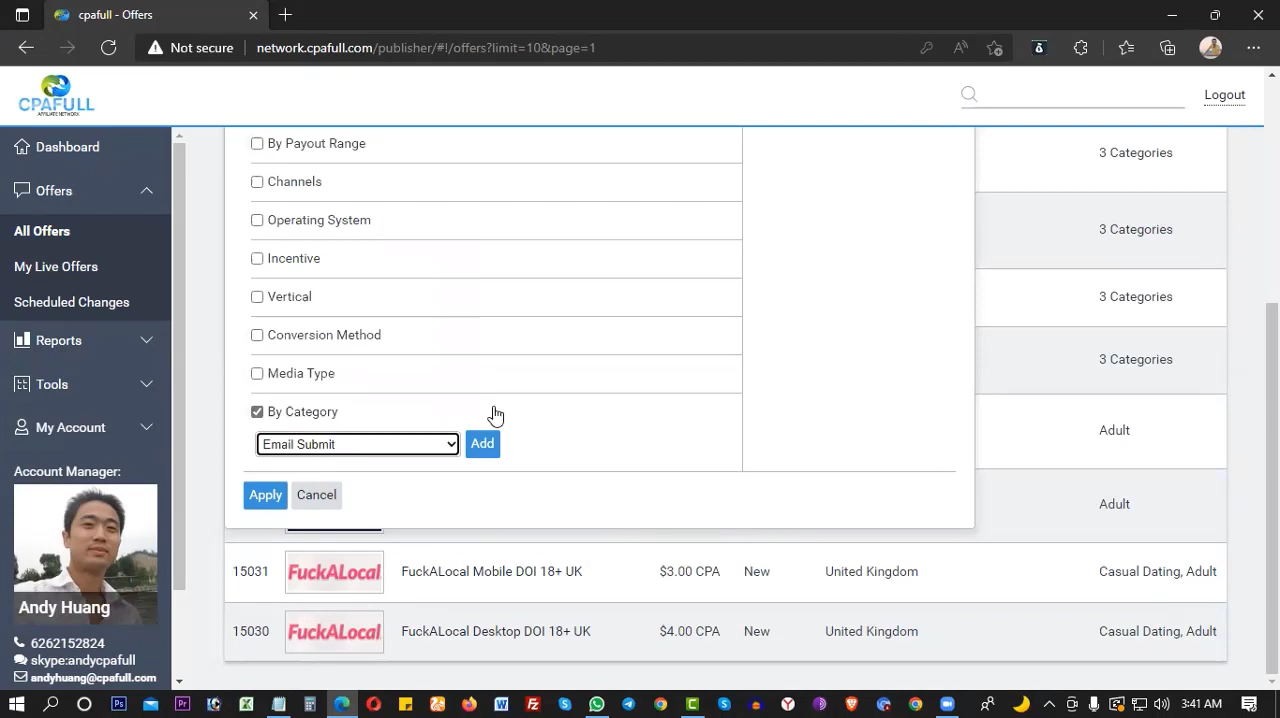 cpafull - Offers
Not secure
network.cpafull.com/publisher/#!/offers?limit=10&page=1
CPAFULL
AFFILIATE NETWORK
Logout
Dashboard
Offers
All Offers
My Live Offers
Scheduled Changes
Reports
Tools
My Account
Account Manager:
Andy Huang
6262152824
skype:andycpafull
andyhuang@cpafull.com
By Payout Range
Channels
Operating System
Incentive
Vertical
Conversion Method
Media Type
By Category
Email Submit
Add
Apply Cancel
3 Categories
3 Categories
3 Categories
3 Categories
Adult
Adult
15031 FuckALocal FuckALocal Mobile DOI 18+ UK $3.00 CPA New United Kingdom Casual Dating, Adult
15030 FuckALocal FuckALocal Desktop DOI 18+ UK $4.00 CPA New United Kingdom Casual Dating, Adult
3:41 AM